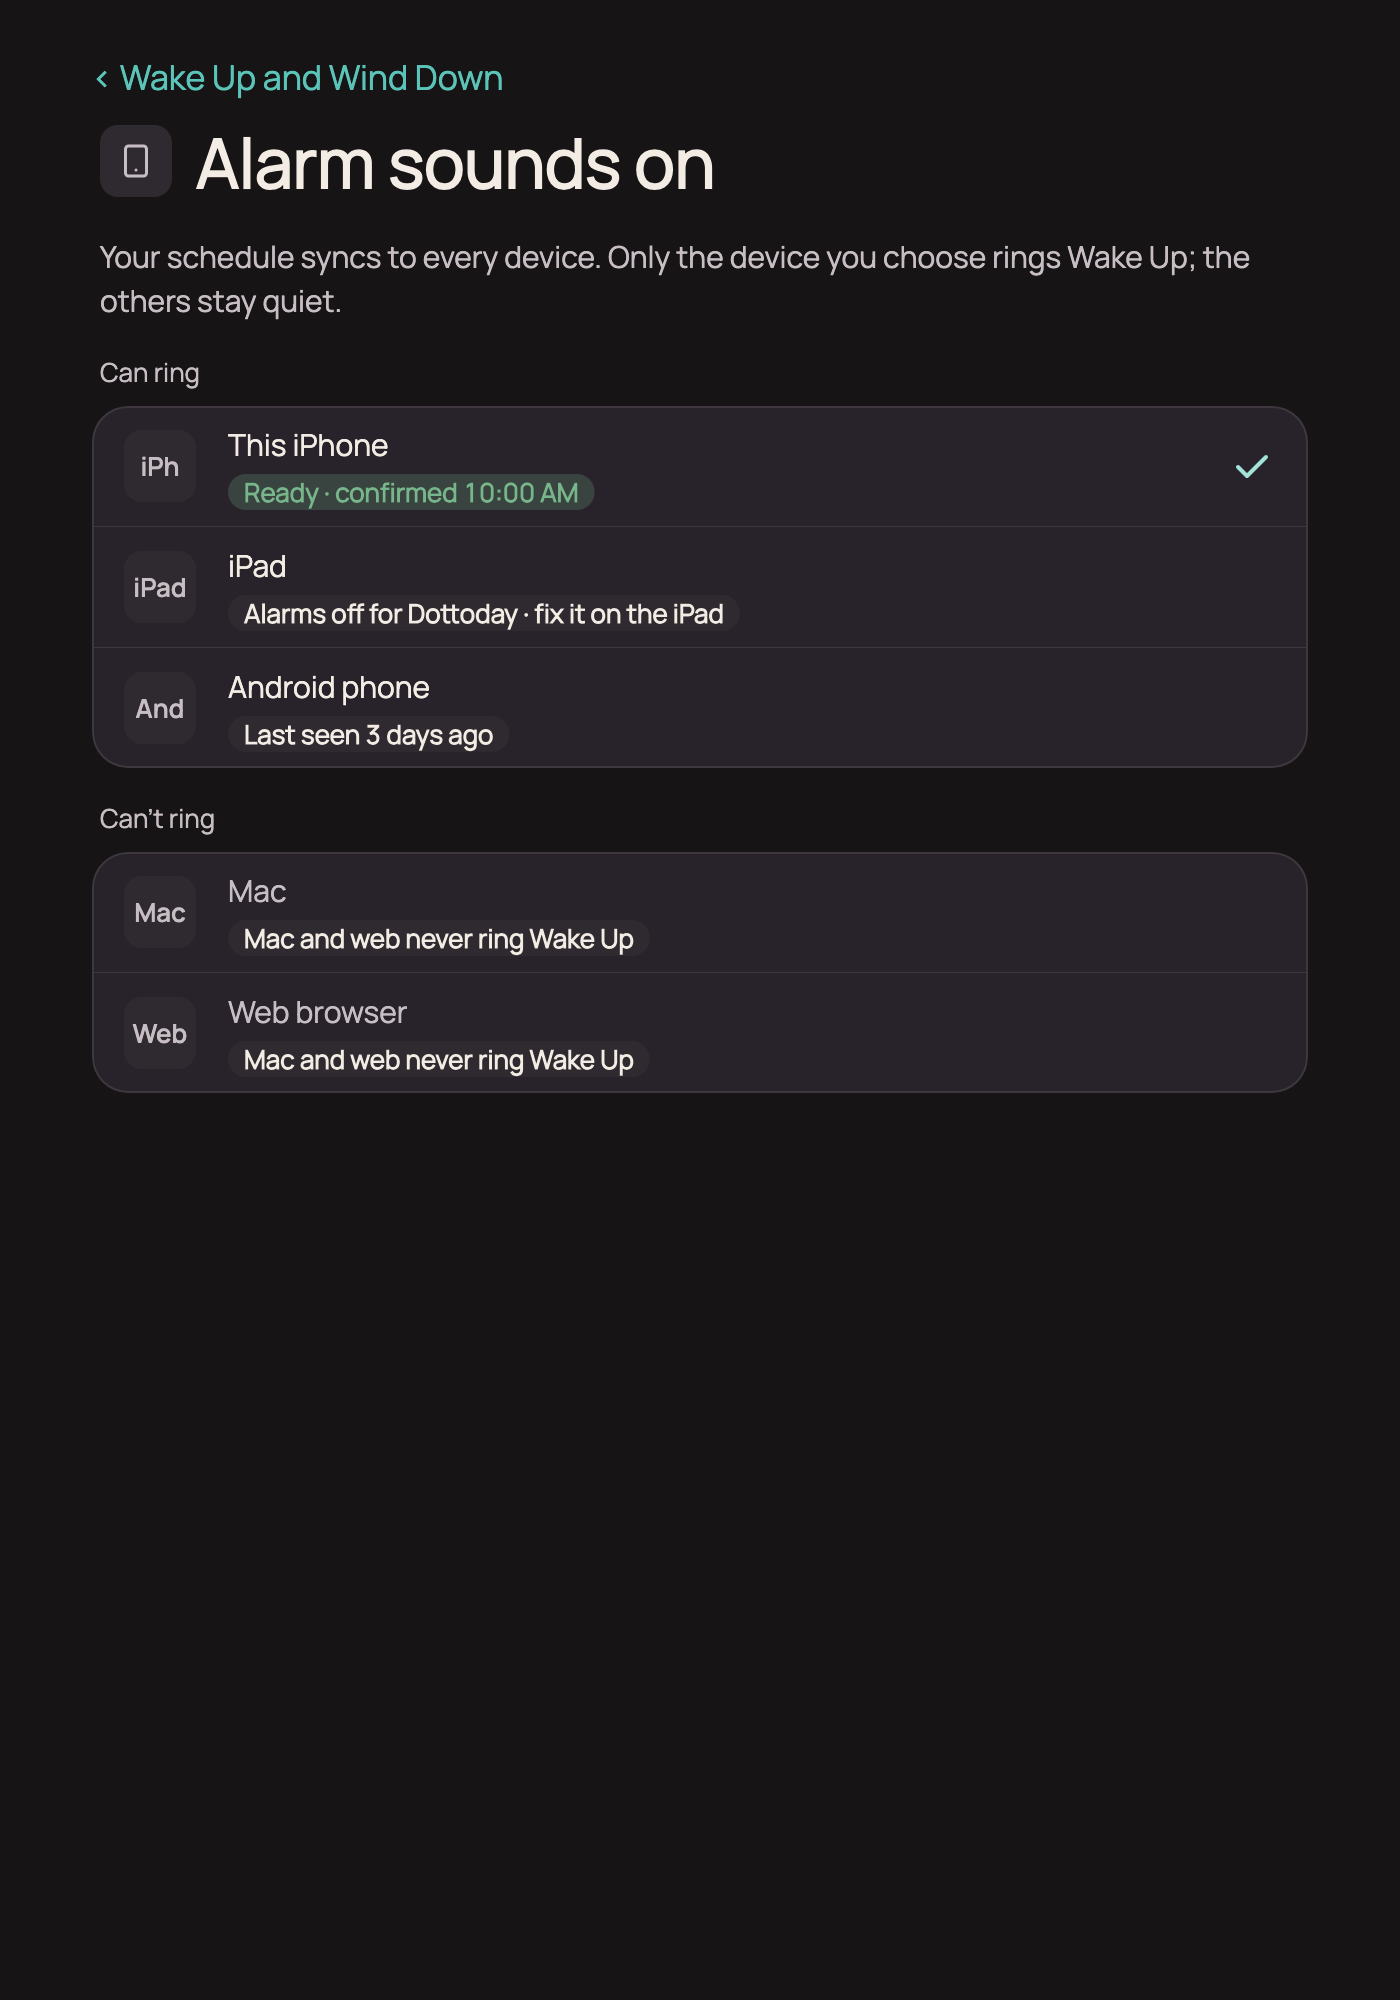 ‹ Wake Up and Wind Down
Alarm sounds on
Your schedule syncs to every device. Only the device you choose rings Wake Up; the
others stay quiet.
Can ring
iPh
This iPhone
Ready · confirmed 10:00 AM
iPad
iPad
Alarms off for Dottoday · fix it on the iPad
And
Android phone
Last seen 3 days ago
Can’t ring
Mac
Mac
Mac and web never ring Wake Up
Web
Web browser
Mac and web never ring Wake Up